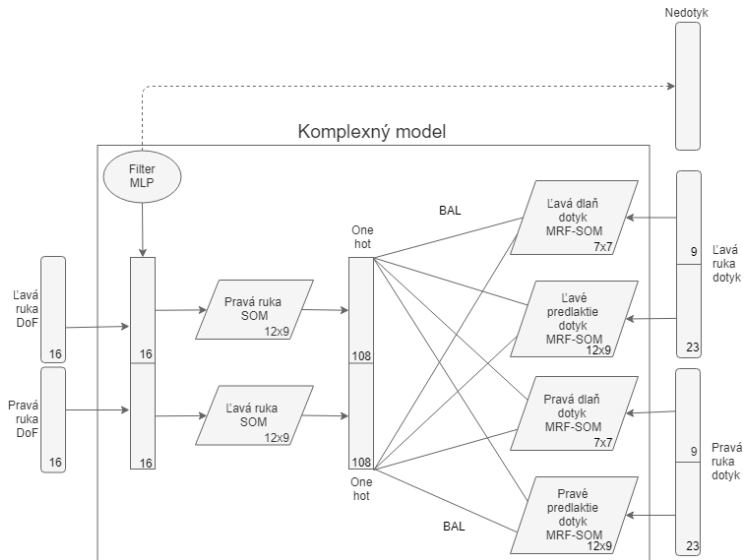 Nedotyk
Komplexný model
Filter
MLP
Ľavá
ruka
DoF
16
Pravá
ruka
DoF
16
16
16
Pravá ruka
SOM
12x9
Ľavá ruka
SOM
12x9
One
hot
108
108
One
hot
BAL
BAL
Ľavá dlaň
dotyk
MRF-SOM
7x7
Ľavé
predlaktie
dotyk
MRF-SOM
12x9
Pravá dlaň
dotyk
MRF-SOM
7x7
Pravé
predlaktie
dotyk
MRF-SOM
12x9
9
23
Ľavá
ruka
dotyk
9
23
Pravá
ruka
dotyk